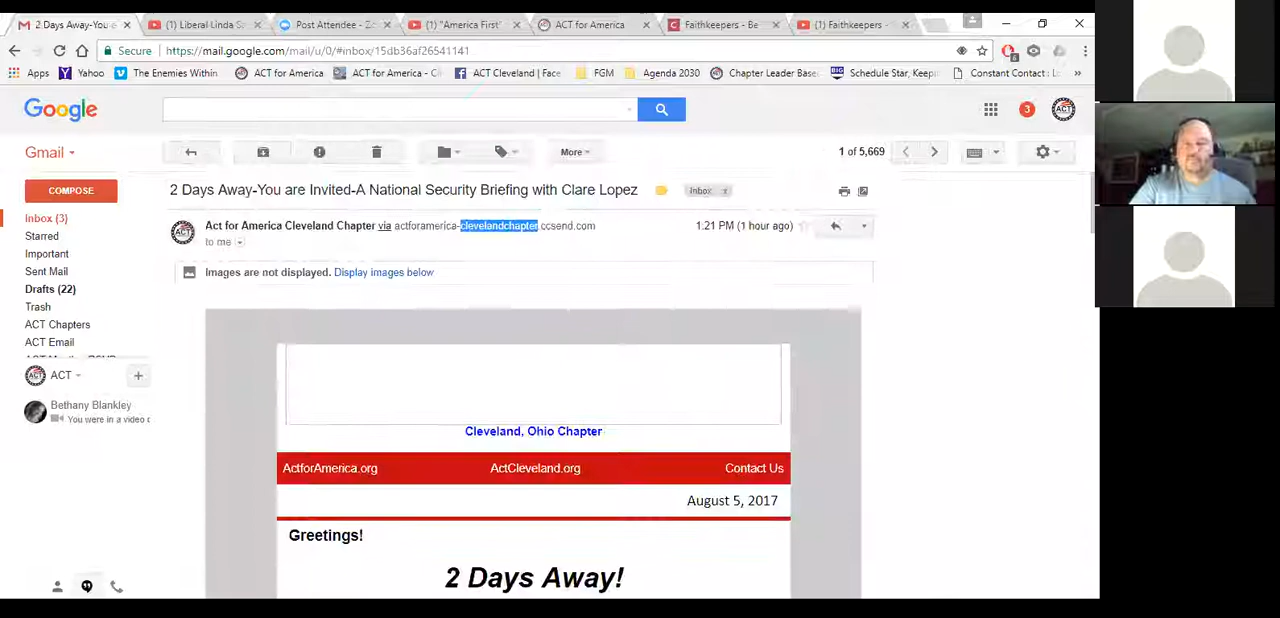 2 Days Away-You
(1) Liberal Linda Sa
Post Attendee - Zo
(1) "America First"
ACT for America
Faithkeepers - Be
(1) Faithkeepers -
Secure https://mail.google.com/mail/u/0/#inbox/15db36af26541141
Apps Yahoo The Enemies Within ACT for America ACT for America - C ACT Cleveland | Face FGM Agenda 2030 Chapter Leader Base Schedule Star, Keepi Constant Contact : L »
Google
3
Gmail
More
1 of 5,669
COMPOSE
2 Days Away-You are Invited-A National Security Briefing with Clare Lopez
Inbox x
Inbox (3)
Starred
Important
Sent Mail
Drafts (22)
Trash
ACT Chapters
ACT Email
ACT
Bethany Blankley
You were in a video c
Act for America Cleveland Chapter via actforamerica-clevelandchapter.ccsend.com
1:21 PM (1 hour ago)
to me
Images are not displayed. Display images below
Cleveland, Ohio Chapter
ActforAmerica.org ActCleveland.org Contact Us
August 5, 2017
Greetings!
2 Days Away!